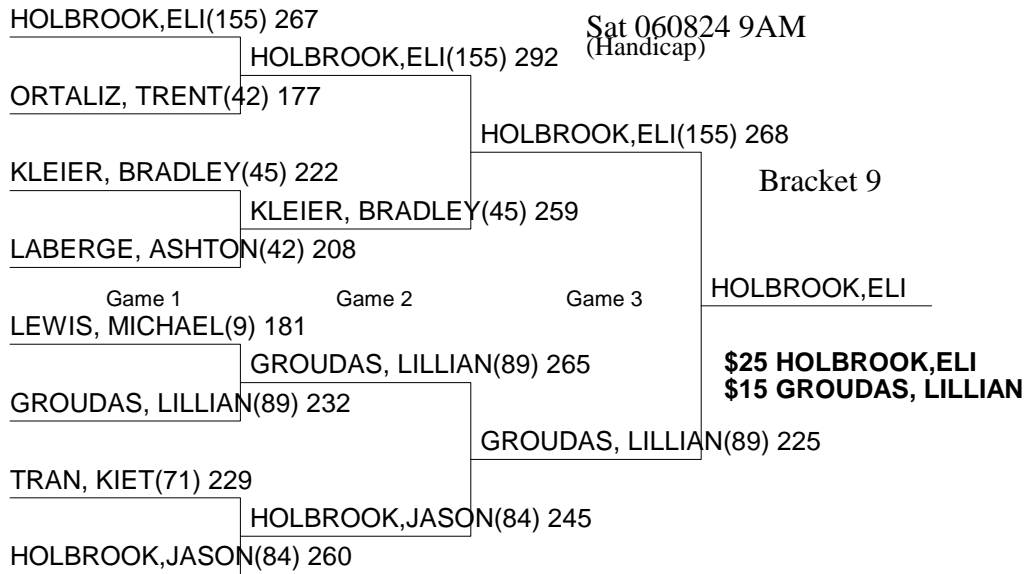 HOLBROOK,ELI(155) 267
Sat 060824 9AM
(Handicap)
HOLBROOK,ELI(155) 292
ORTALIZ, TRENT(42) 177
HOLBROOK,ELI(155) 268
KLEIER, BRADLEY(45) 222
Bracket 9
KLEIER, BRADLEY(45) 259
LABERGE, ASHTON(42) 208
Game 1
Game 2
Game 3
HOLBROOK,ELI
LEWIS, MICHAEL(9) 181
GROUDAS, LILLIAN(89) 265
$25 HOLBROOK,ELI
$15 GROUDAS, LILLIAN
GROUDAS, LILLIAN(89) 232
GROUDAS, LILLIAN(89) 225
TRAN, KIET(71) 229
HOLBROOK,JASON(84) 245
HOLBROOK,JASON(84) 260